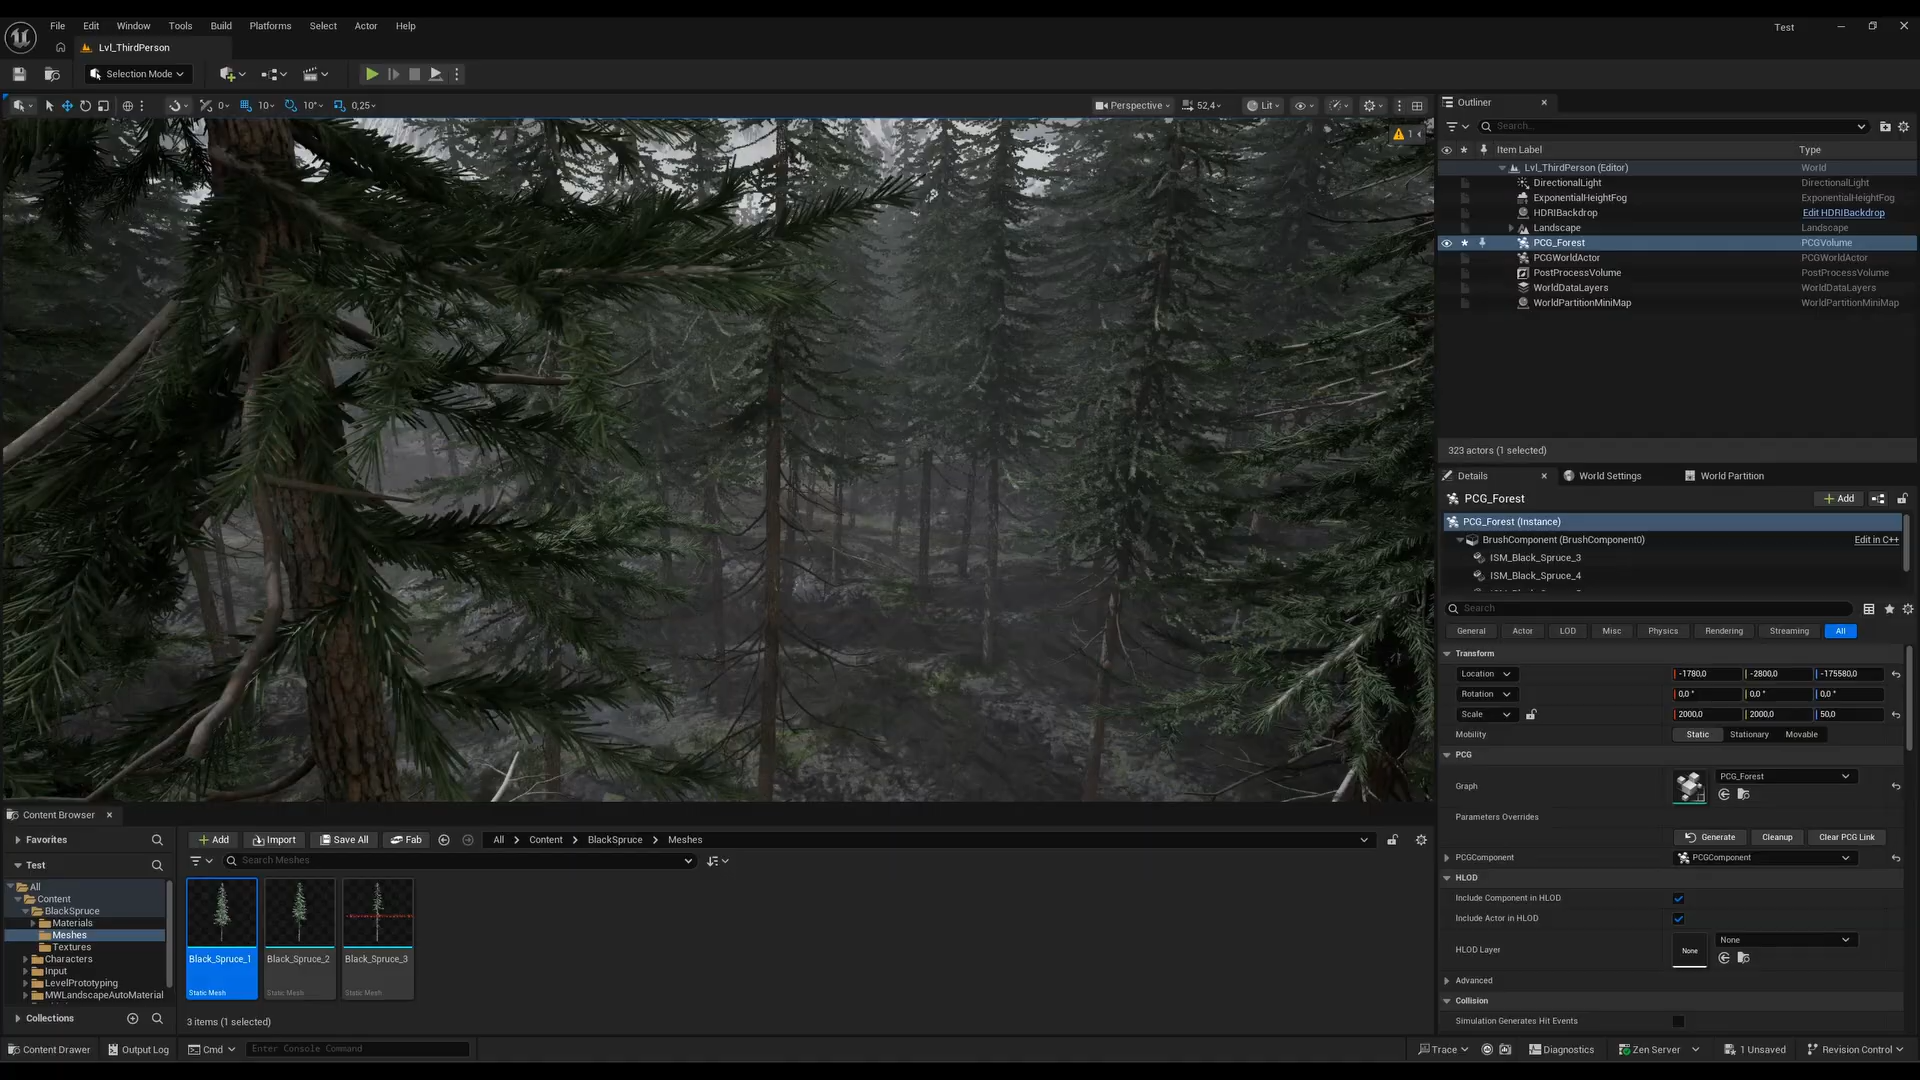 File Edit Window Tools Build Platforms Select Actor Help
Test
Lvl_ThirdPerson
Selection Mode
0 10 10° 0,25
Perspective 52,4 Lit
1
Outliner
Search...
Item Label Type
Lvl_ThirdPerson (Editor) World
DirectionalLight DirectionalLight
ExponentialHeightFog ExponentialHeightFog
HDRIBackdrop Edit HDRIBackdrop
Landscape Landscape
PCG_Forest PCGVolume
PCGWorldActor PCGWorldActor
PostProcessVolume PostProcessVolume
WorldDataLayers WorldDataLayers
WorldPartitionMiniMap WorldPartitionMiniMap
323 actors (1 selected)
Details World Settings World Partition
PCG_Forest
Add
PCG_Forest (Instance)
BrushComponent (BrushComponent0) Edit in C++
ISM_Black_Spruce_3
ISM_Black_Spruce_4
Search
General Actor LOD Misc Physics Rendering Streaming All
Transform
Location -1780,0 -2800,0 -175580,0
Rotation 0,0 ° 0,0 ° 0,0 °
Scale 2000,0 2000,0 50,0
Mobility Static Stationary Movable
PCG
Graph PCG_Forest
Parameters Overrides
Generate Cleanup Clear PCG Link
PCGComponent PCGComponent
HLOD
Include Component in HLOD
Include Actor in HLOD
HLOD Layer None None
Advanced
Collision
Simulation Generates Hit Events
Content Browser
Favorites
Test
All
Content
BlackSpruce
Materials
Meshes
Textures
Characters
Input
LevelPrototyping
MWLandscapeAutoMaterial
Collections
Add Import Save All Fab All Content BlackSpruce Meshes
Search Meshes
Black_Spruce_1 Black_Spruce_2 Black_Spruce_3
Static Mesh Static Mesh Static Mesh
3 items (1 selected)
Content Drawer Output Log Cmd Enter Console Command Trace Diagnostics Zen Server 1 Unsaved Revision Control